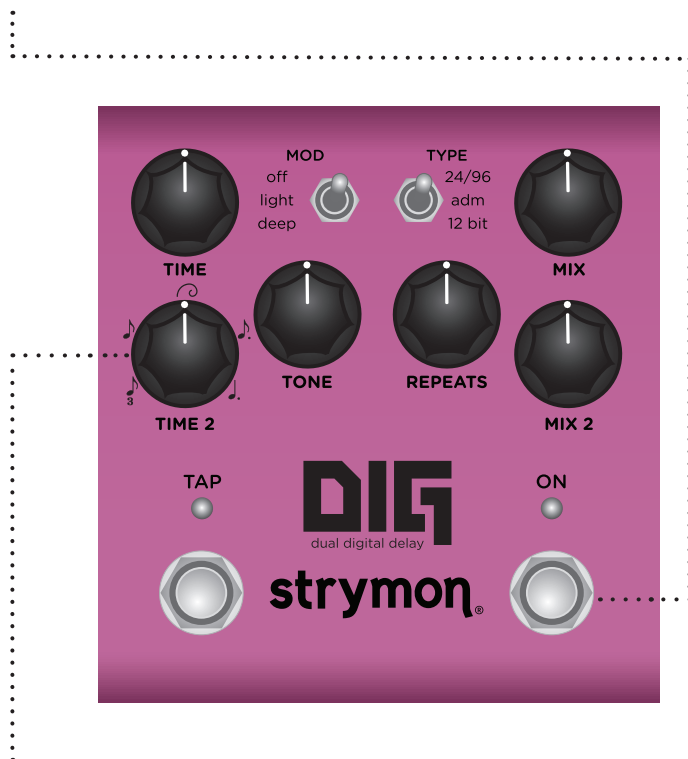 MOD
off
light
deep
TYPE
24/96
adm
12 bit
TIME
MIX
TONE
REPEATS
3
TIME 2
MIX 2
TAP
ON
DIG
dual digital delay
strymon®